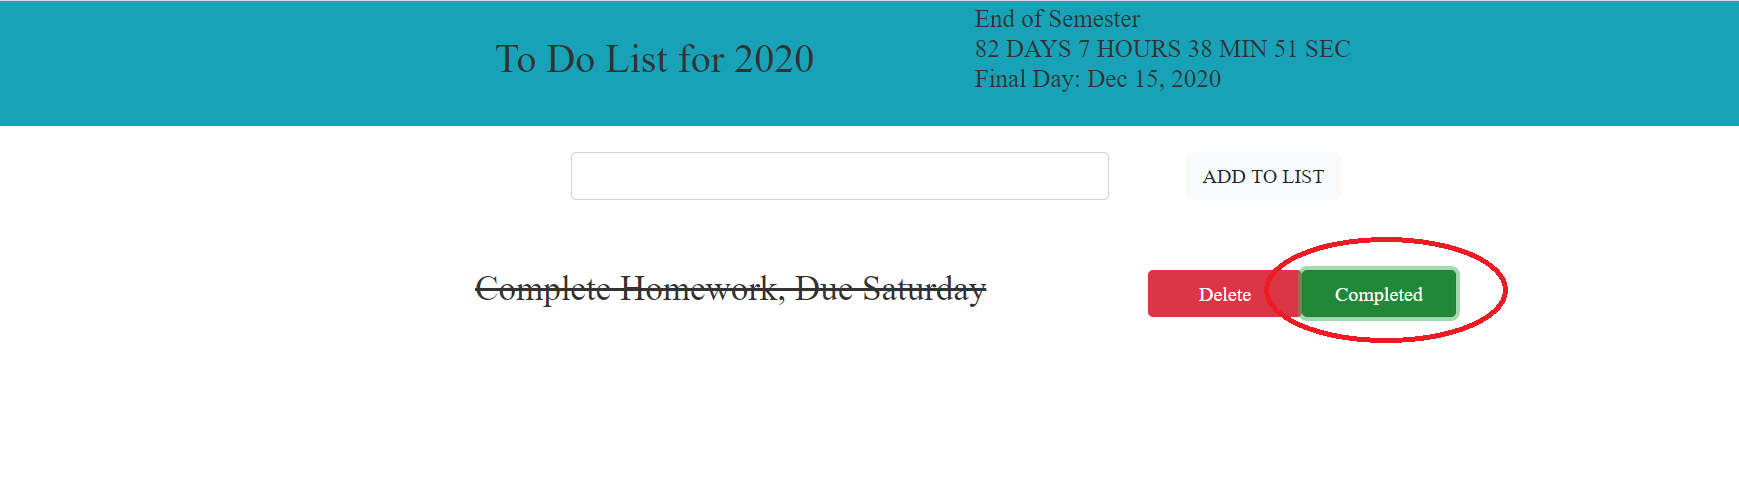 To Do List for 2020
End of Semester
82 DAYS 7 HOURS 38 MIN 51 SEC
Final Day: Dec 15, 2020
ADD TO LIST
Complete Homework, Due Saturday
Delete
Completed